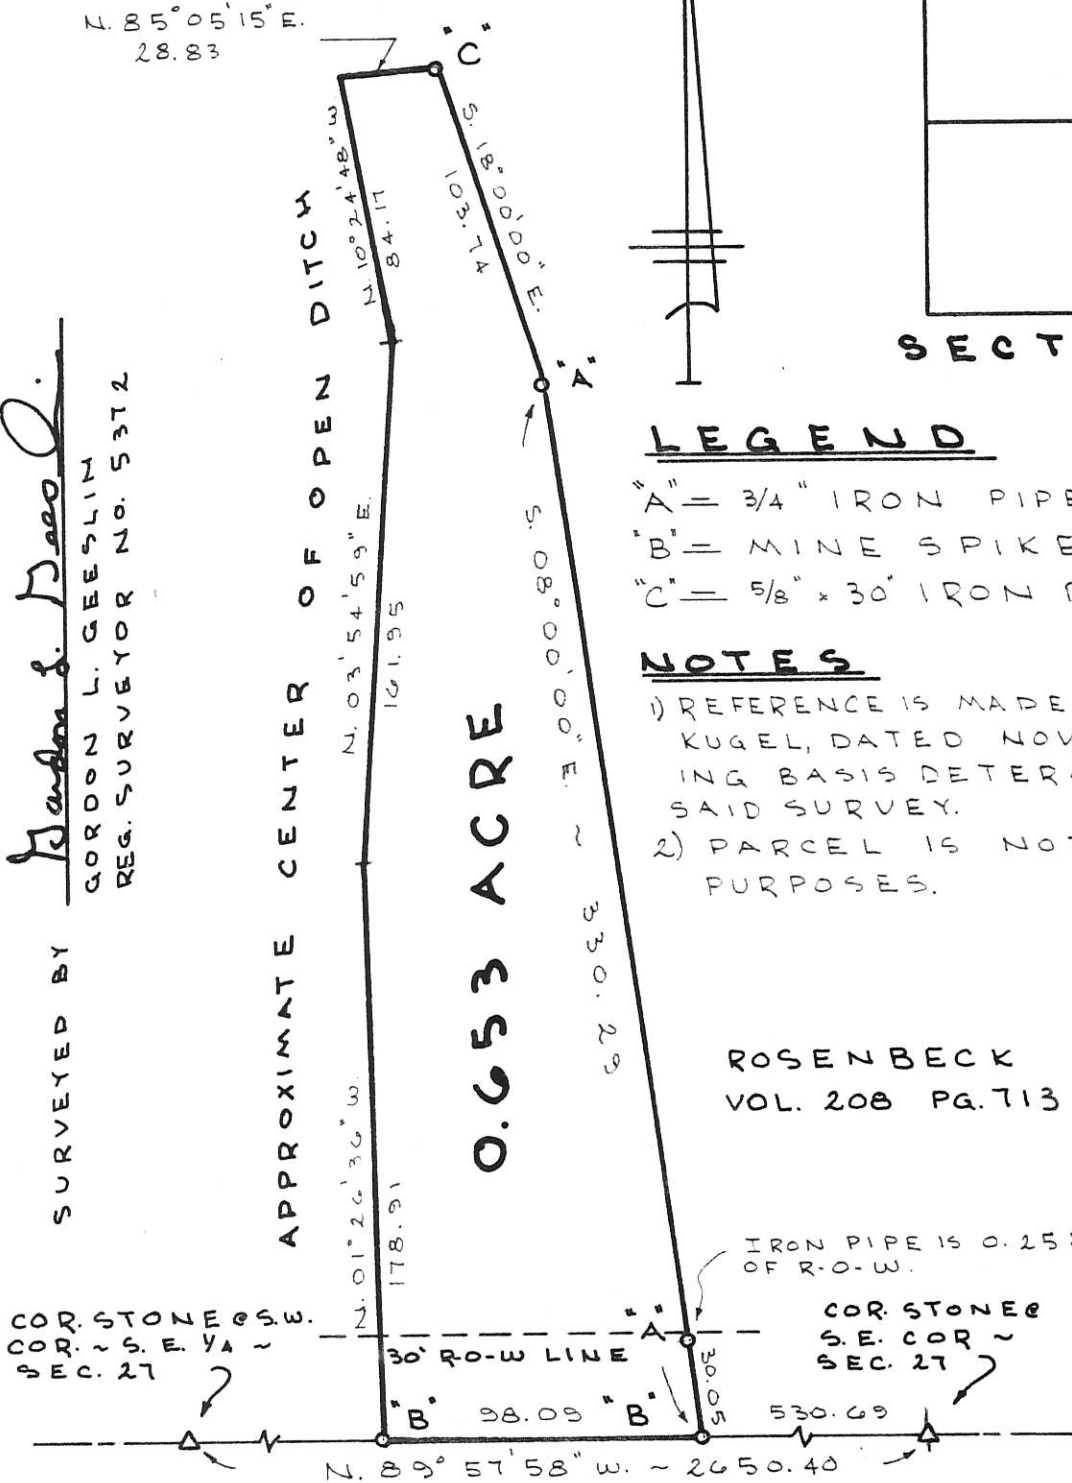 N. 85°05'15"E.
28.83
"C"
S. 18°00'00" E.
103.74
N. 10°24'48" W
84.17
"A"
SECT
LEGEND
"A" = 3/4" IRON PIPE
"B" = MINE SPIKE
"C" = 5/8" x 30" IRON
NOTES
1) REFERENCE IS MADE
KUGEL, DATED NOV
ING BASIS DETER
SAID SURVEY.
2) PARCEL IS NOT
PURPOSES.
SURVEYED BY
GORDON L. GEESLIN
REG. SURVEYOR NO. 5372
APPROXIMATE CENTER OF OPEN DITCH
N. 03°54'59" E.
161.95
0.653 ACRE
S. 08°00'00" E. ~ 330.29
ROSENBECK
VOL. 208 PG. 713
N. 01°26'36" W.
178.91
IRON PIPE IS 0.25
OF R-O-W.
"A"
COR. STONE @ S.W.
COR. ~ S.E. 1/4 ~
SEC. 27
30' R-O-W LINE
30.05
COR. STONE @
S.E. COR ~
SEC. 27
"B" 98.09 "B"
530.69
N. 89°57'58" W. ~ 2650.40